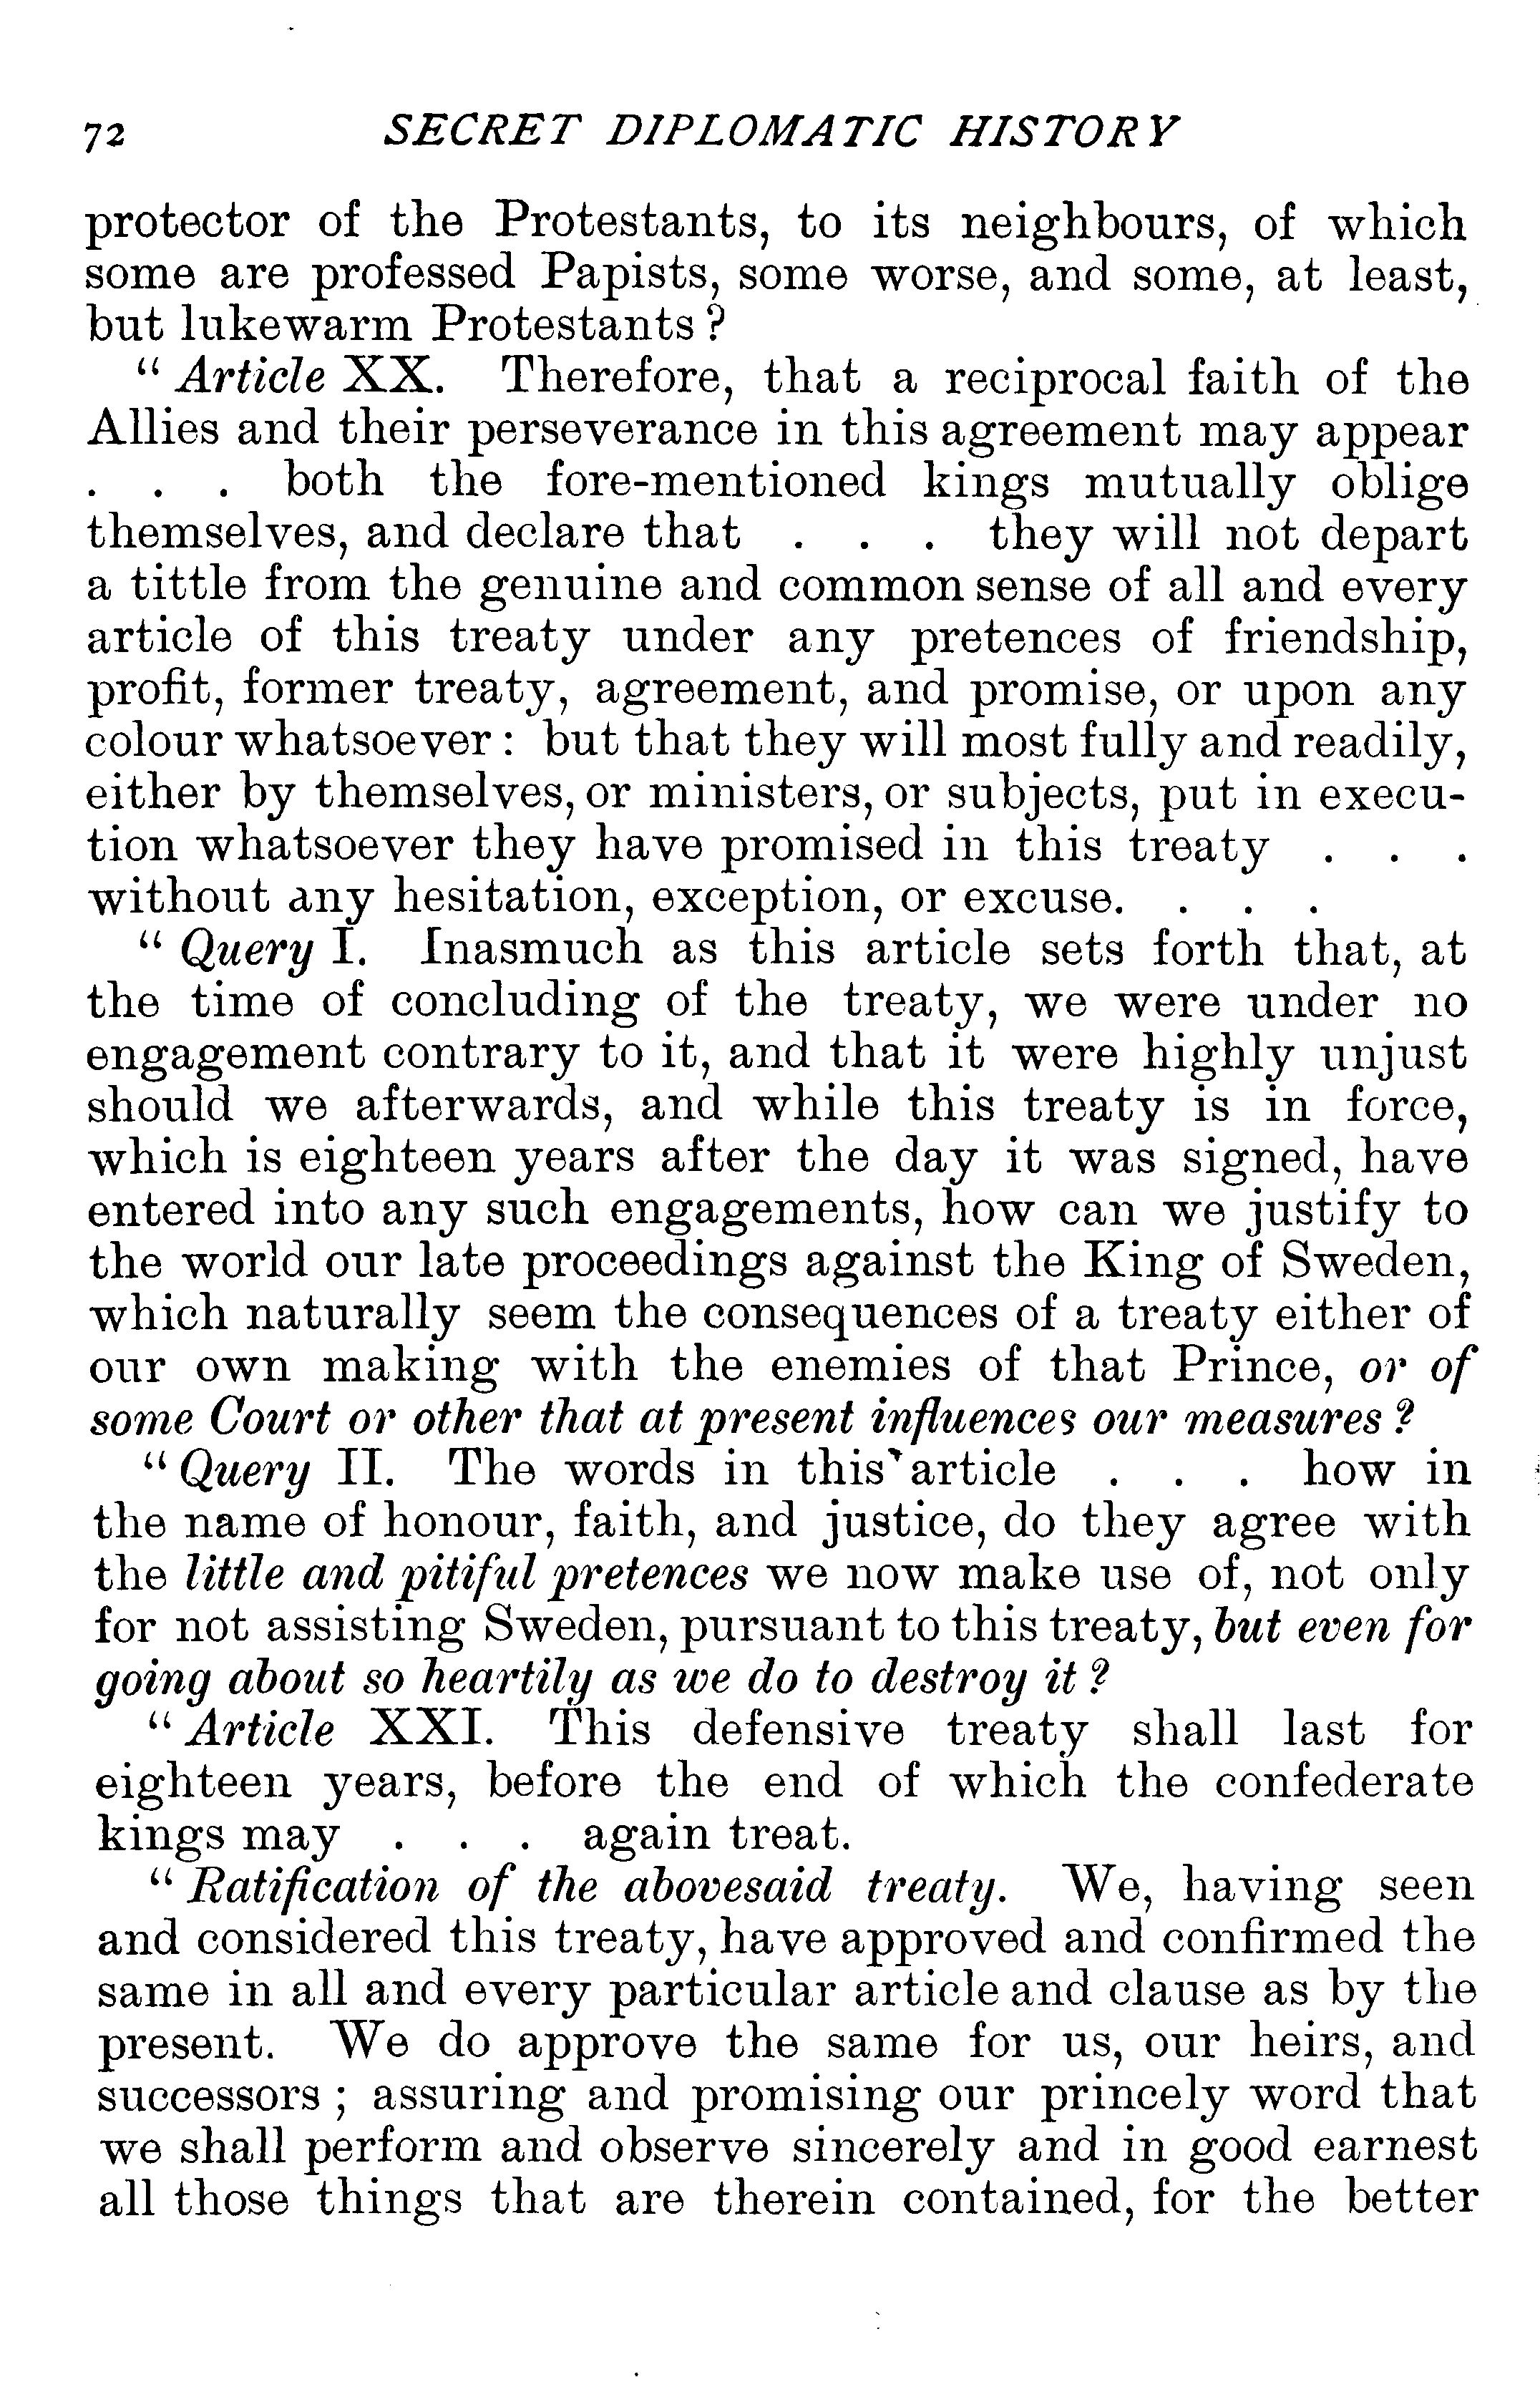 72 SECRET DIPLOMATIC HISTORY
protector of the Protestants, to its neighbours, of which
some are professed Papists, some worse, and some, at least,
but lukewarm Protestants ?
“ Article XX. Therefore, that a reciprocal faith of the
Allies and their perseverance in this agreement may appear
. . . both the fore-mentioned kings mutually oblige
themselves, and declare that . . . they will not depart
a tittle from the genuine and common sense of all and every
article of this treaty under any pretences of friendship,
profit, former treaty, agreement, and promise, or upon any
colour whatsoever : but that they will most fully and readily,
either by themselves, or ministers, or subjects, put in execu-
tion whatsoever they have promised in this treaty . . .
without any hesitation, exception, or excuse. . . .
“ Query I. Inasmuch as this article sets forth that, at
the time of concluding of the treaty, we were under no
engagement contrary to it, and that it were highly unjust
should we afterwards, and while this treaty is in force,
which is eighteen years after the day it was signed, have
entered into any such engagements, how can we justify to
the world our late proceedings against the King of Sweden,
which naturally seem the consequences of a treaty either of
our own making with the enemies of that Prince, or of
some Court or other that at present influences our measures ?
“ Query II. The words in this article . . . how in
the name of honour, faith, and justice, do they agree with
the little and pitiful pretences we now make use of, not only
for not assisting Sweden, pursuant to this treaty, but even for
going about so heartily as we do to destroy it ?
“ Article XXI. This defensive treaty shall last for
eighteen years, before the end of which the confederate
kings may . . . again treat.
“ Ratification of the abovesaid treaty. We, having seen
and considered this treaty, have approved and confirmed the
same in all and every particular article and clause as by the
present. We do approve the same for us, our heirs, and
successors ; assuring and promising our princely word that
we shall perform and observe sincerely and in good earnest
all those things that are therein contained, for the better